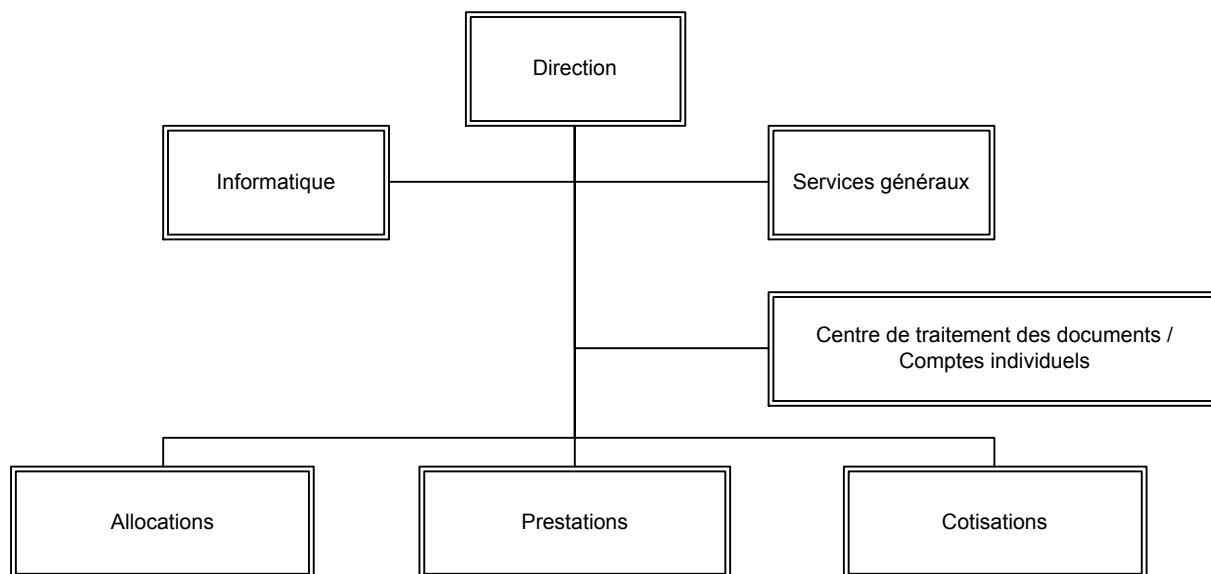 Direction
Informatique
Services généraux
Centre de traitement des documents /
Comptes individuels
Allocations
Prestations
Cotisations